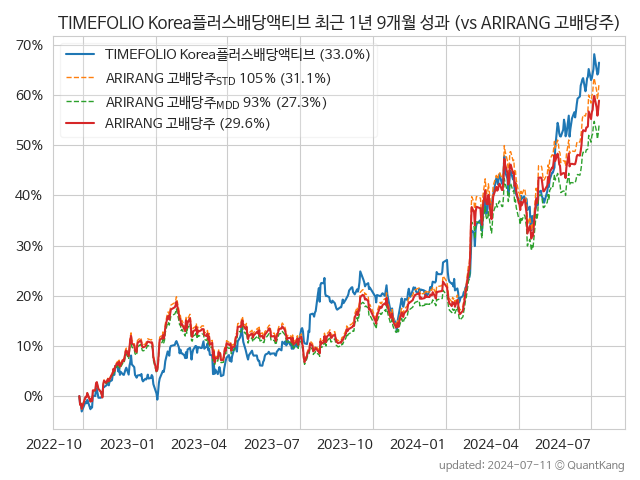 TIMEFOLIO Korea플러스배당액티브 최근 1년 9개월 성과 (vs ARIRANG 고배당주)
TIMEFOLIO Korea플러스배당액티브 (33.0%)
ARIRANG 고배당주STD 105% (31.1%)
ARIRANG 고배당주MDD 93% (27.3%)
ARIRANG 고배당주 (29.6%)
70%
60%
50%
40%
30%
20%
10%
0%
2022-10 2023-01 2023-04 2023-07 2023-10 2024-01 2024-04 2024-07
updated: 2024-07-11 © QuantKang